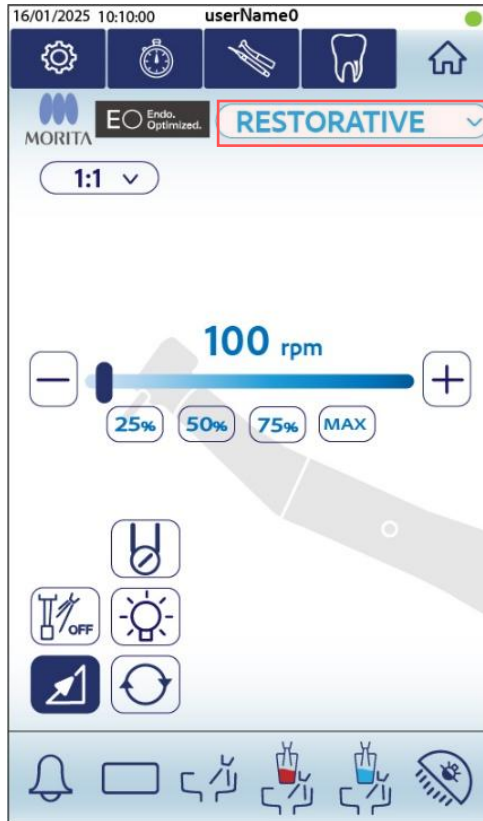 16/01/2025 10:10:00 userName0
MORITA
EO Endo. Optimized.
RESTORATIVE
1:1
100 rpm
25% 50% 75% MAX
OFF